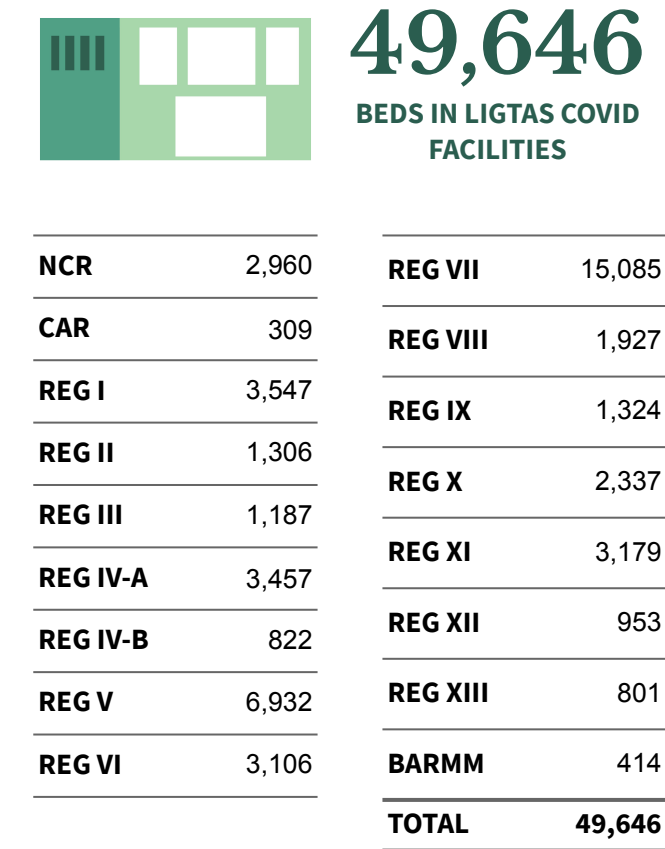 49,646
BEDS IN LIGTAS COVID
FACILITIES
NCR 2,960
CAR 309
REG I 3,547
REG II 1,306
REG III 1,187
REG IV-A 3,457
REG IV-B 822
REG V 6,932
REG VI 3,106
REG VII 15,085
REG VIII 1,927
REG IX 1,324
REG X 2,337
REG XI 3,179
REG XII 953
REG XIII 801
BARMM 414
TOTAL 49,646